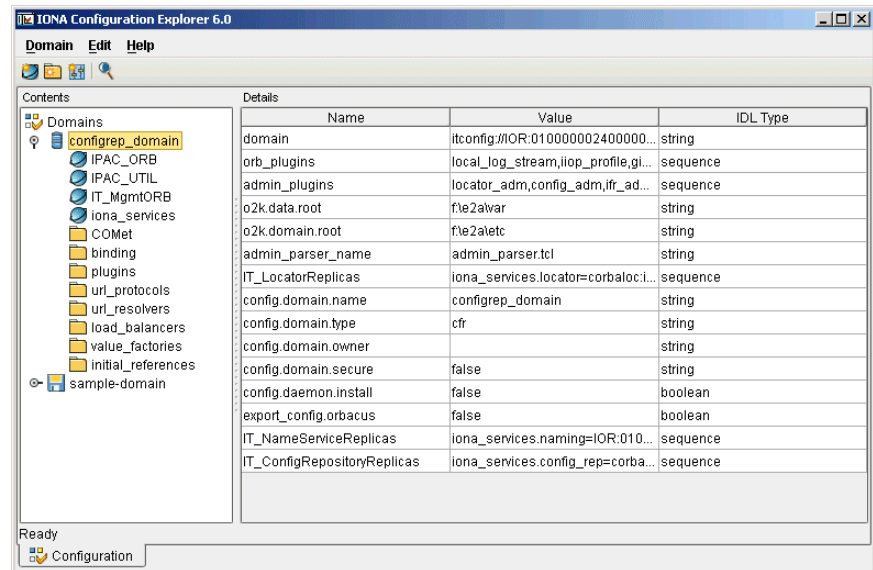 IONA Configuration Explorer 6.0
Domain Edit Help
Contents
Domains
configrep_domain
IPAC_ORB
IPAC_UTIL
IT_MgmtORB
iona_services
COMet
binding
plugins
url_protocols
url_resolvers
load_balancers
value_factories
initial_references
sample-domain
Details
Name Value IDL Type
domain itconfig://IOR:010000002400000... string
orb_plugins local_log_stream,iiop_profile,gi... sequence
admin_plugins locator_adm,config_adm,ifr_ad... sequence
o2k.data.root f:\e2a\var string
o2k.domain.root f:\e2a\etc string
admin_parser_name admin_parser.tcl string
IT_LocatorReplicas iona_services.locator=corbaloc:i... sequence
config.domain.name configrep_domain string
config.domain.type cfr string
config.domain.owner string
config.domain.secure false string
config.daemon.install false boolean
export_config.orbacus false boolean
IT_NameServiceReplicas iona_services.naming=IOR:010... sequence
IT_ConfigRepositoryReplicas iona_services.config_rep=corba... sequence
Ready
Configuration